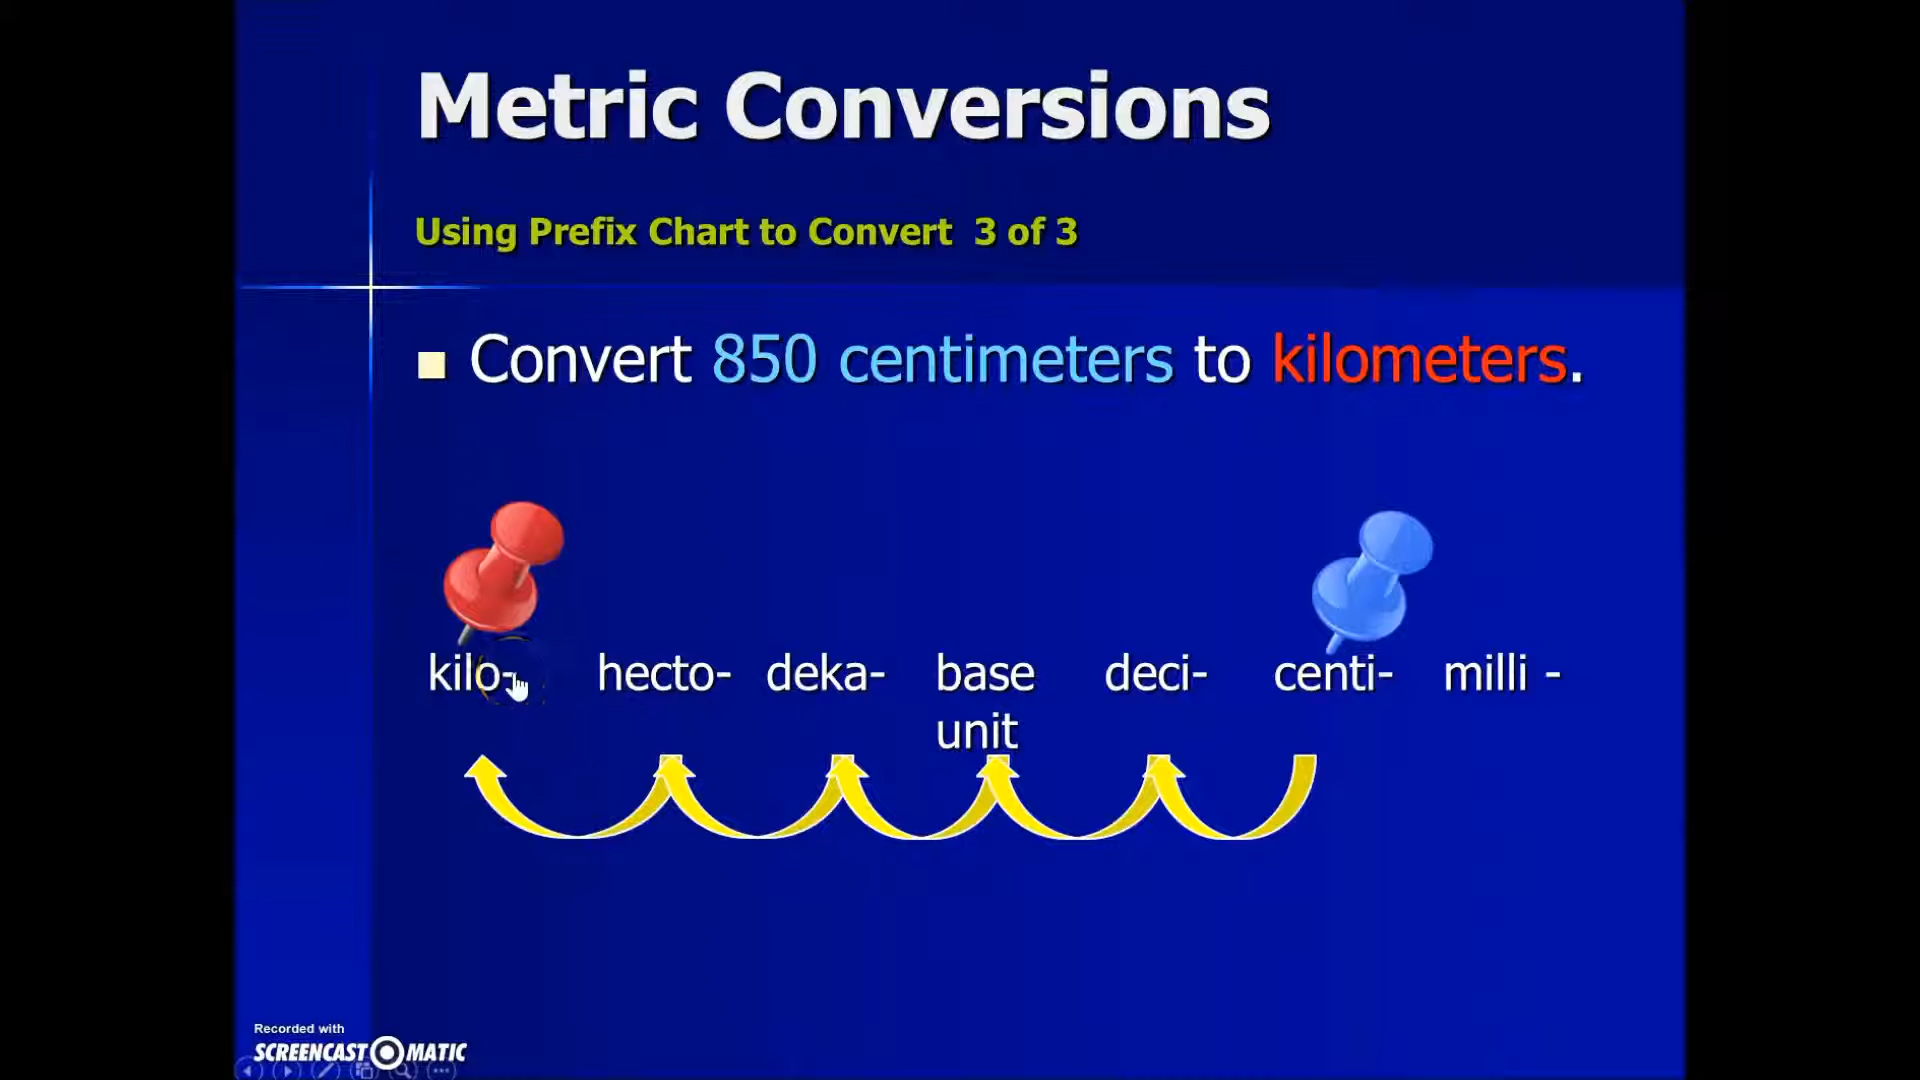 Metric Conversions
Using Prefix Chart to Convert 3 of 3
Convert 850 centimeters to kilometers.
kilo- hecto- deka- base deci- centi- milli -
unit
Recorded with
SCREENCAST MATIC